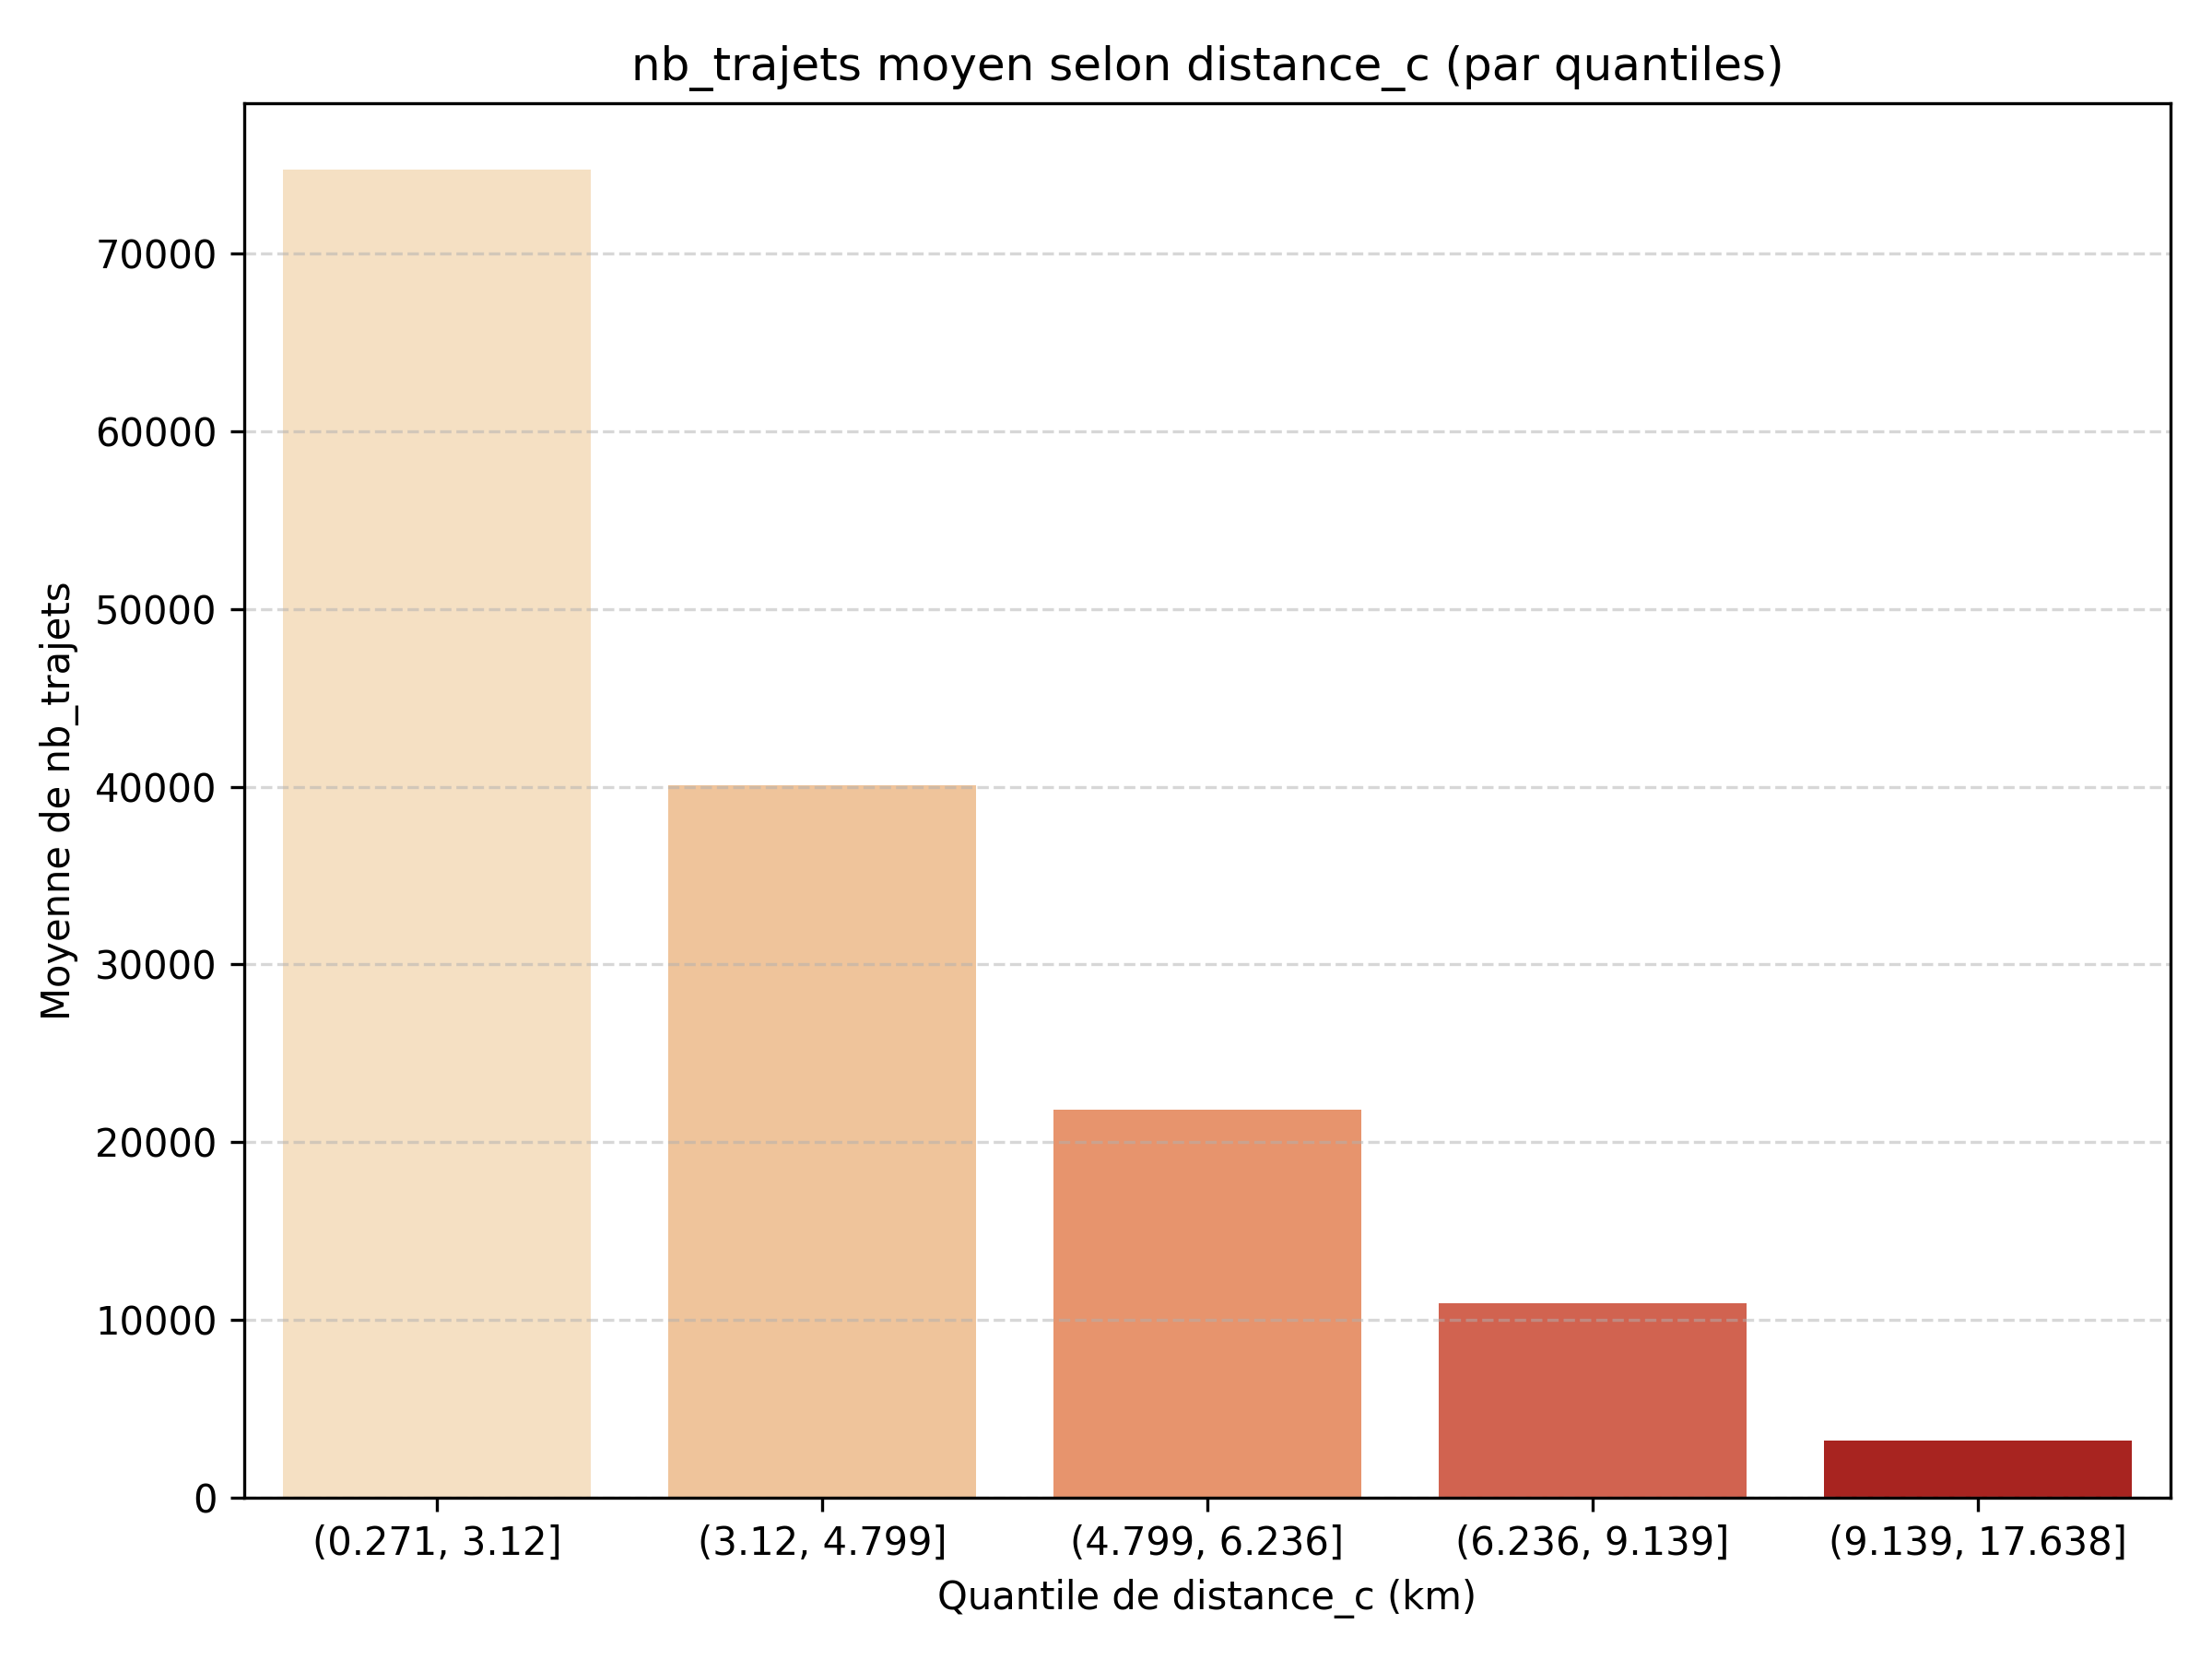 nb_trajets moyen selon distance_c (par quantiles)
Moyenne de nb_trajets
70000
60000
50000
40000
30000
20000
10000
0
(0.271, 3.12] (3.12, 4.799] (4.799, 6.236] (6.236, 9.139] (9.139, 17.638]
Quantile de distance_c (km)